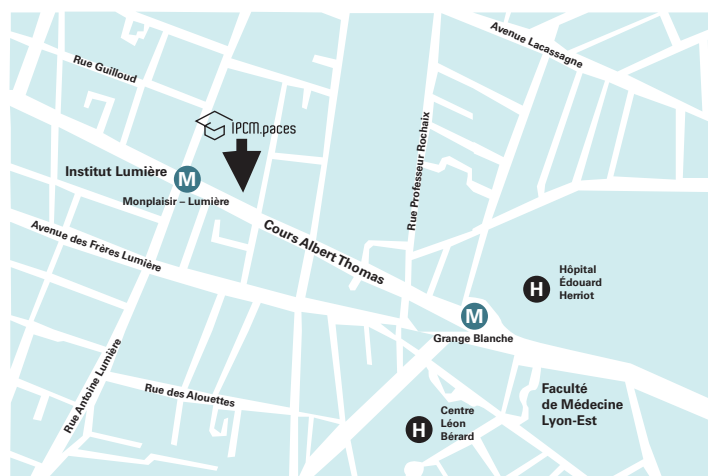 Avenue Lacassagne
Rue Guilloud
IPCM.paces
Rue Professeur Rochaix
Institut Lumière
M
Monplaisir – Lumière
Avenue des Frères Lumière
Cours Albert Thomas
H
Hôpital
Édouard
Herriot
M
Grange Blanche
Rue Antoine Lumière
Rue des Alouettes
Faculté
de Médecine
Lyon-Est
H
Centre
Léon
Bérard